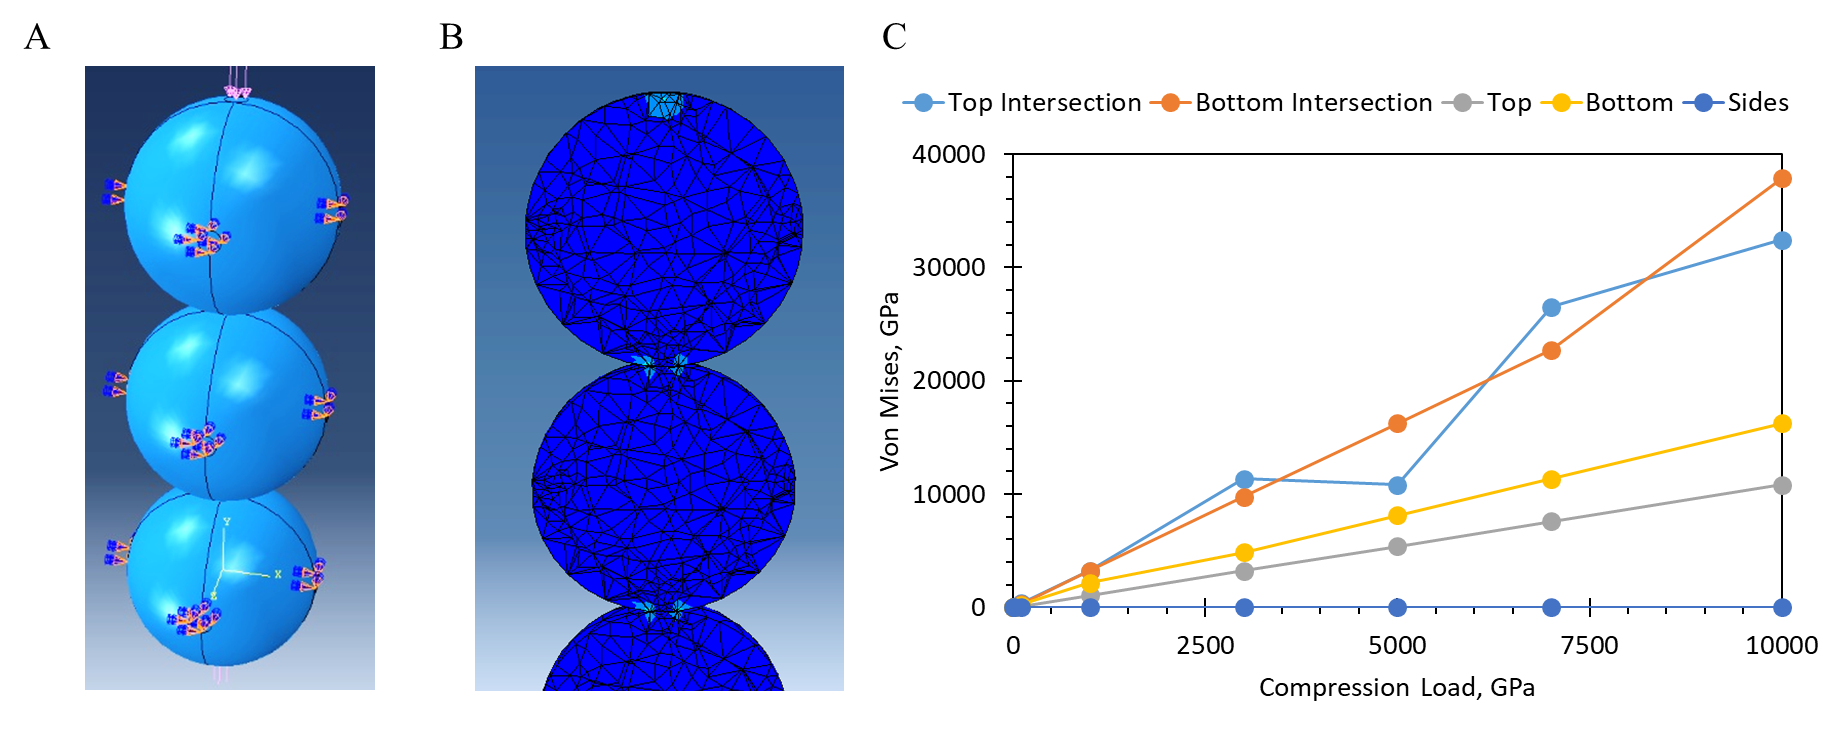 A
B
C
Top Intersection Bottom Intersection Top Bottom Sides
40000
30000
20000
10000
0
Von Mises, GPa
0 2500 5000 7500 10000
Compression Load, GPa
Y
X
Z